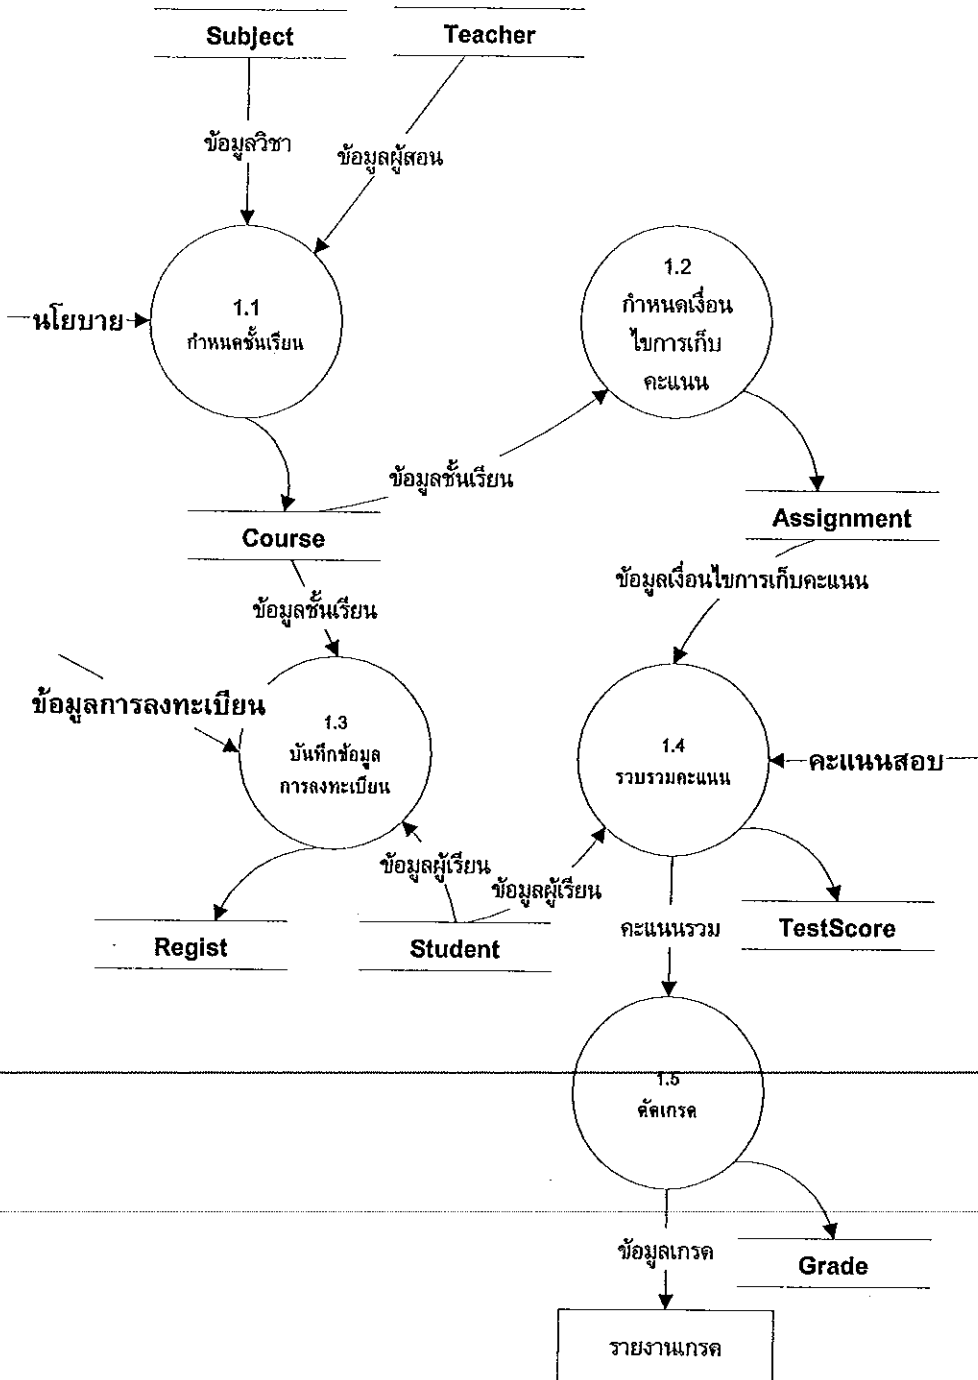 Subject
Teacher
ข้อมูลวิชา
ข้อมูลผู้สอน
1.1
กำหนดชั้นเรียน
นโยบาย
1.2
กำหนดเงื่อน
ไขการเก็บ
คะแนน
ข้อมูลชั้นเรียน
Course
Assignment
ข้อมูลชั้นเรียน
ข้อมูลเงื่อนไขการเก็บคะแนน
ข้อมูลการลงทะเบียน
1.3
บันทึกข้อมูล
การลงทะเบียน
1.4
รวบรวมคะแนน
คะแนนสอบ
ข้อมูลผู้เรียน
ข้อมูลผู้เรียน
Regist
Student
คะแนนรวม
TestScore
1.5
ตัดเกรด
ข้อมูลเกรด
Grade
รายงานเกรด